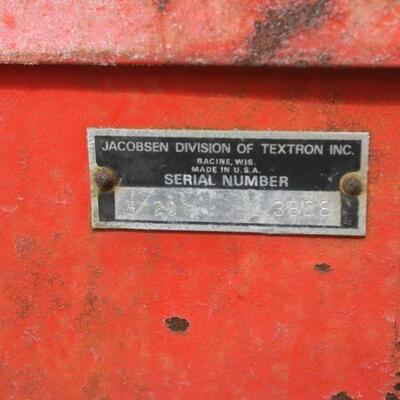 JACOBSEN DIVISION OF TEXTRON INC.
RACINE, WIS.
MADE IN U.S.A.
SERIAL NUMBER